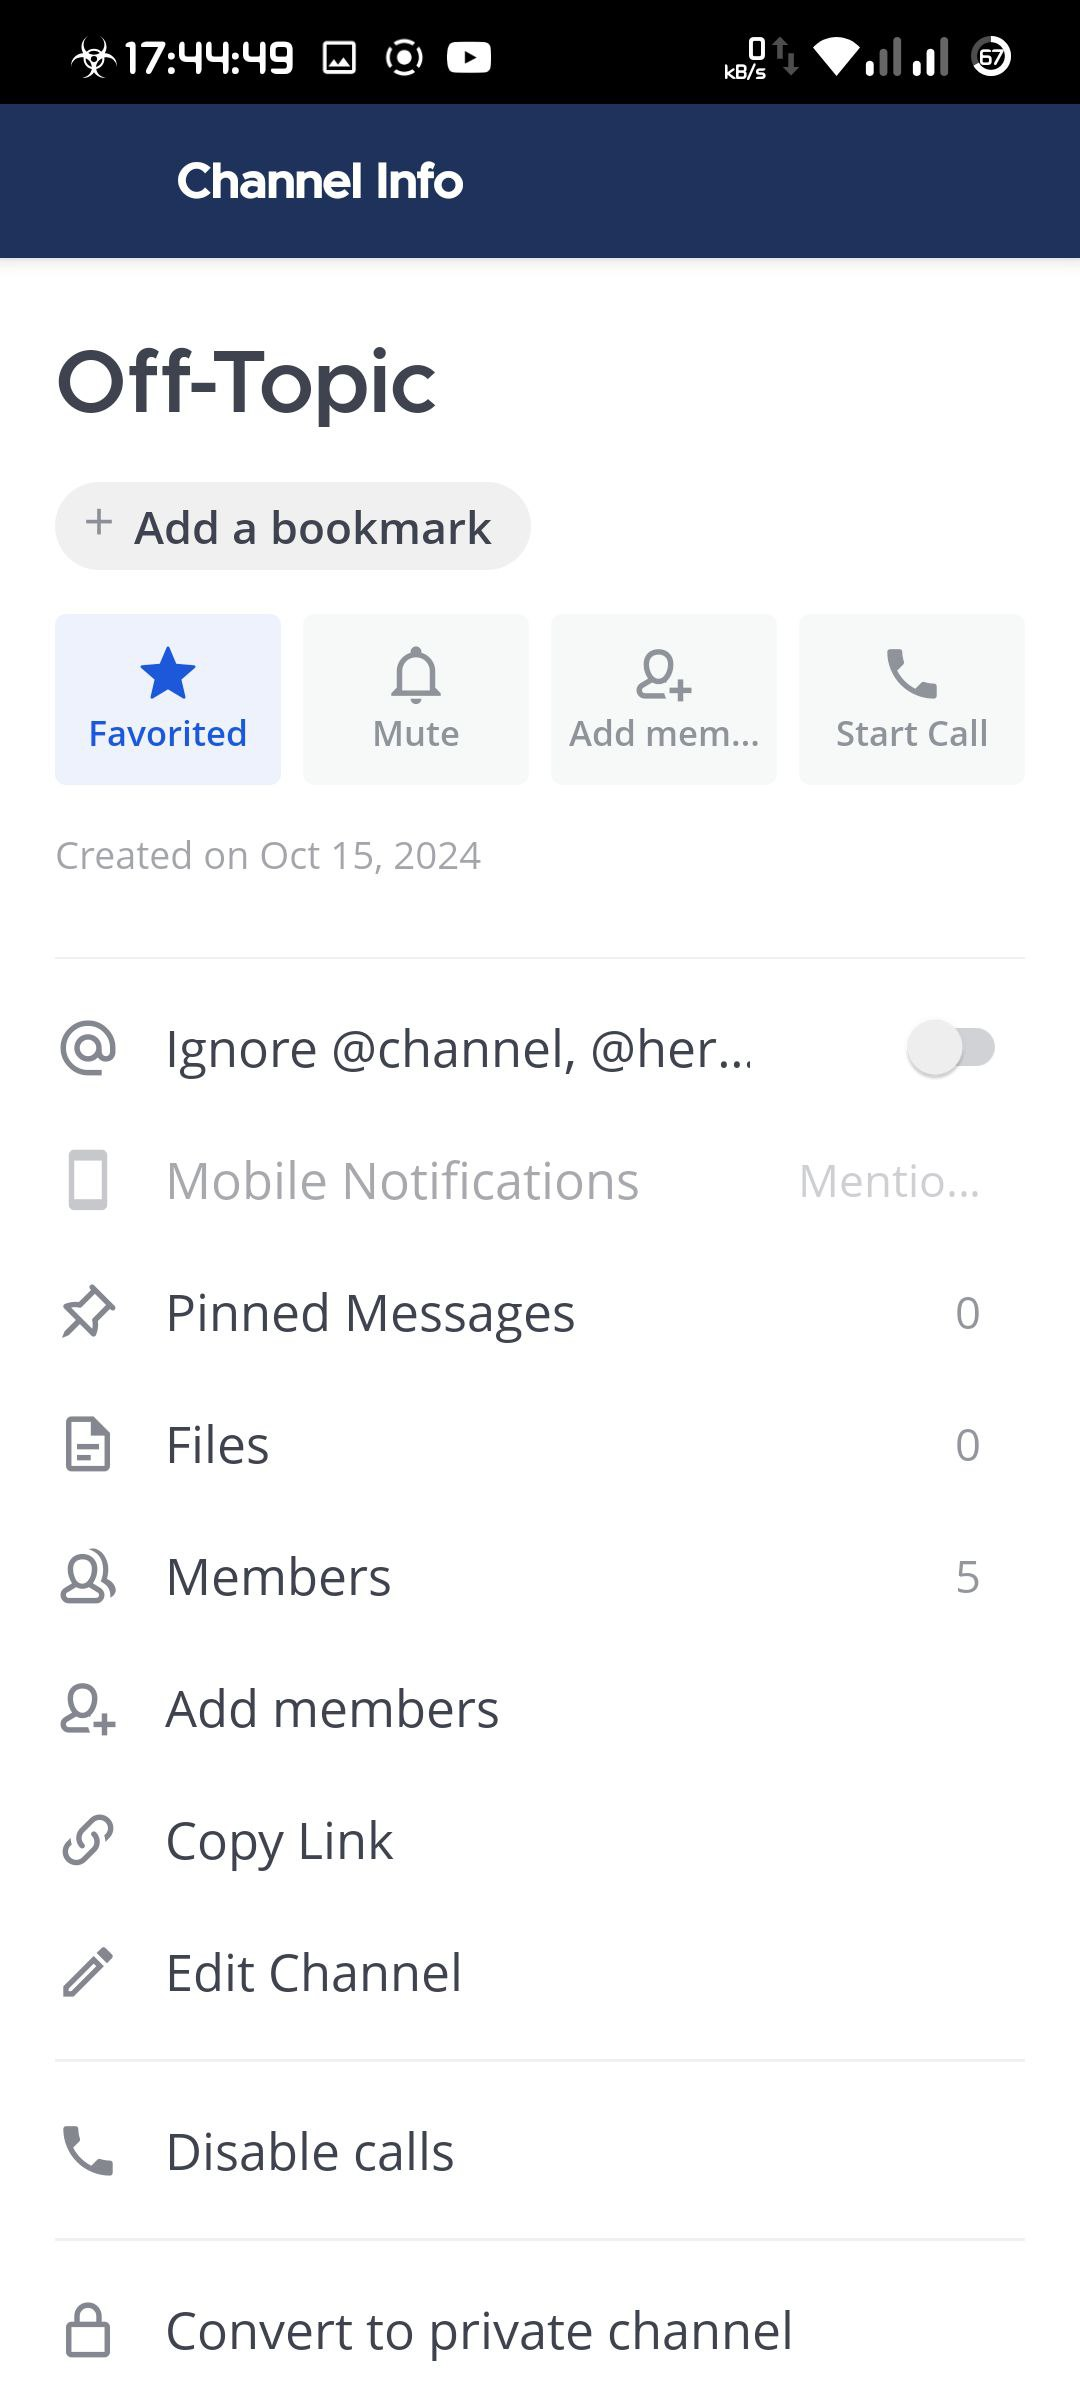 17:44:49
0
kB/s
67
Channel Info
Off-Topic
Add a bookmark
Favorited
Mute
Add mem...
Start Call
Created on Oct 15, 2024
Ignore @channel, @her...
Mobile Notifications
Mentio...
Pinned Messages
0
Files
0
Members
5
Add members
Copy Link
Edit Channel
Disable calls
Convert to private channel